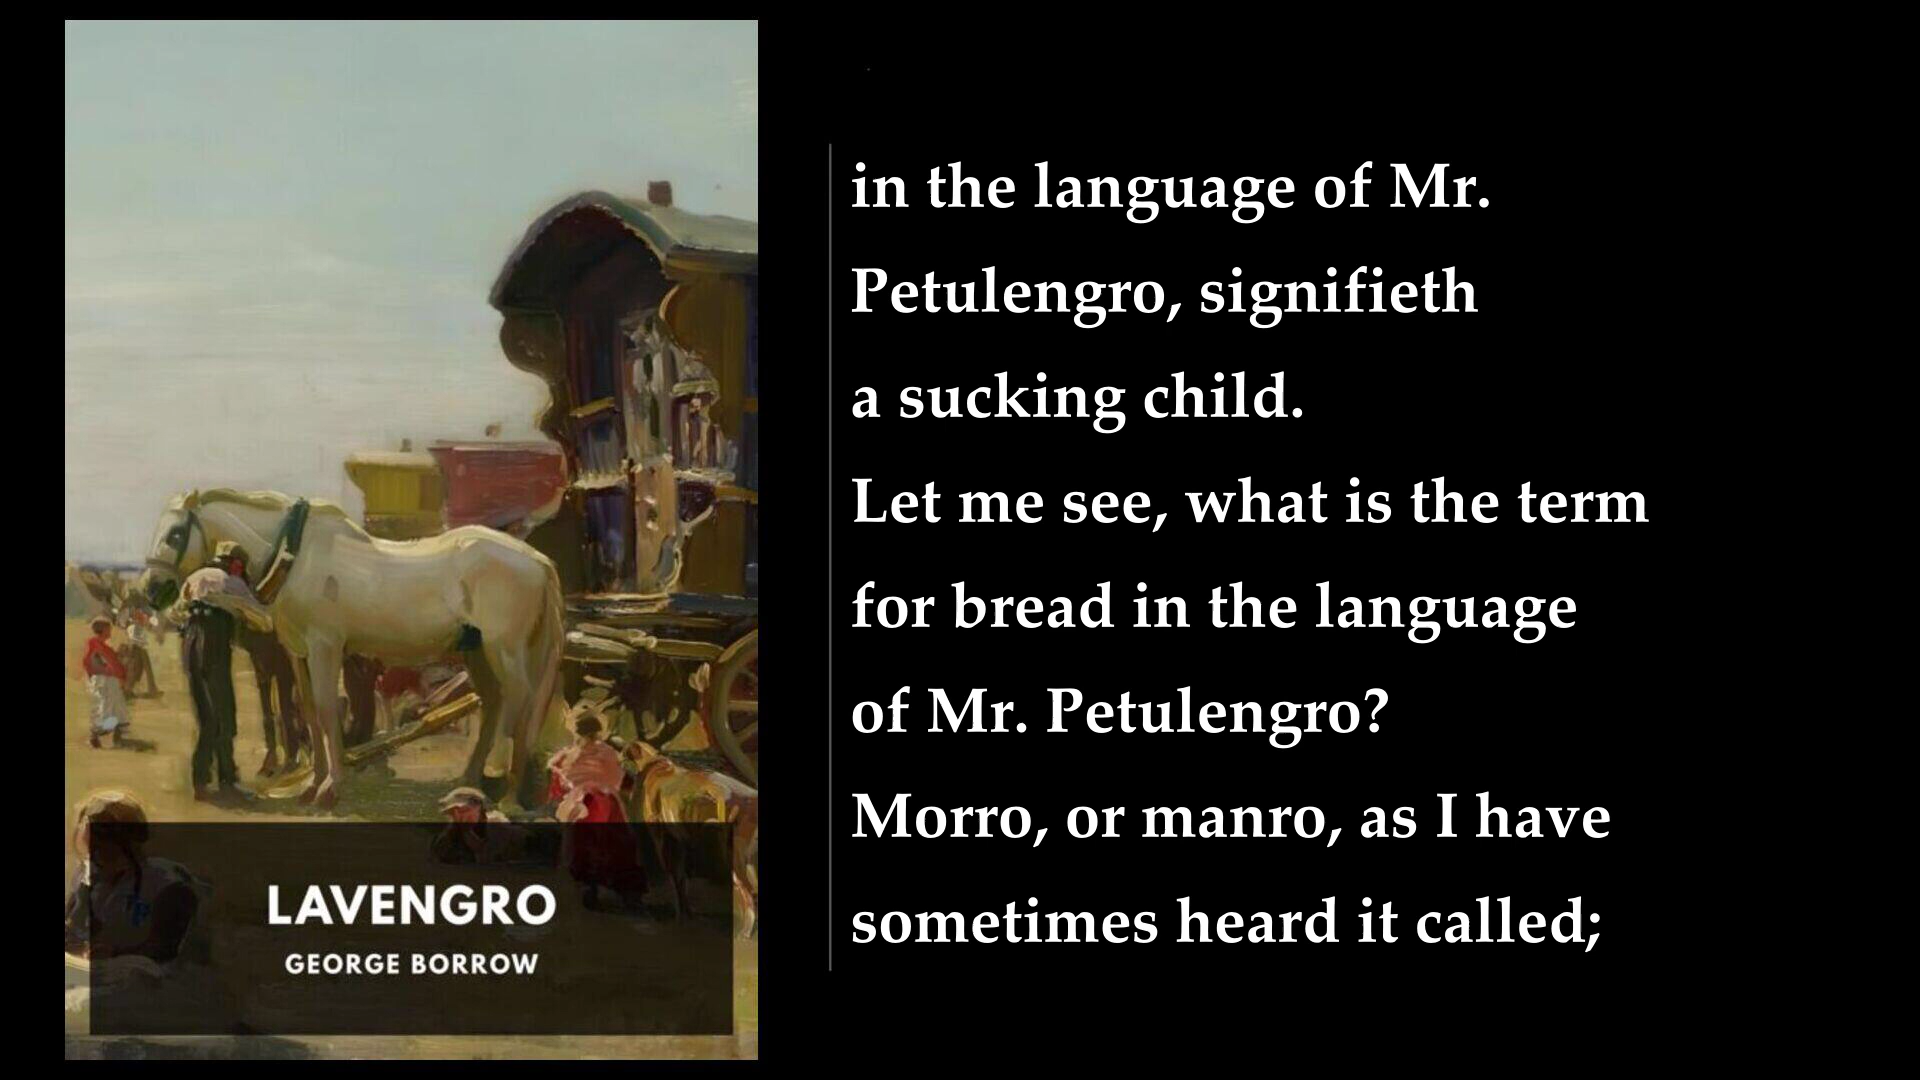 LAVENGRO
GEORGE BORROW
in the language of Mr.
Petulengro, signifieth
a sucking child.
Let me see, what is the term
for bread in the language
of Mr. Petulengro?
Morro, or manro, as I have
sometimes heard it called;